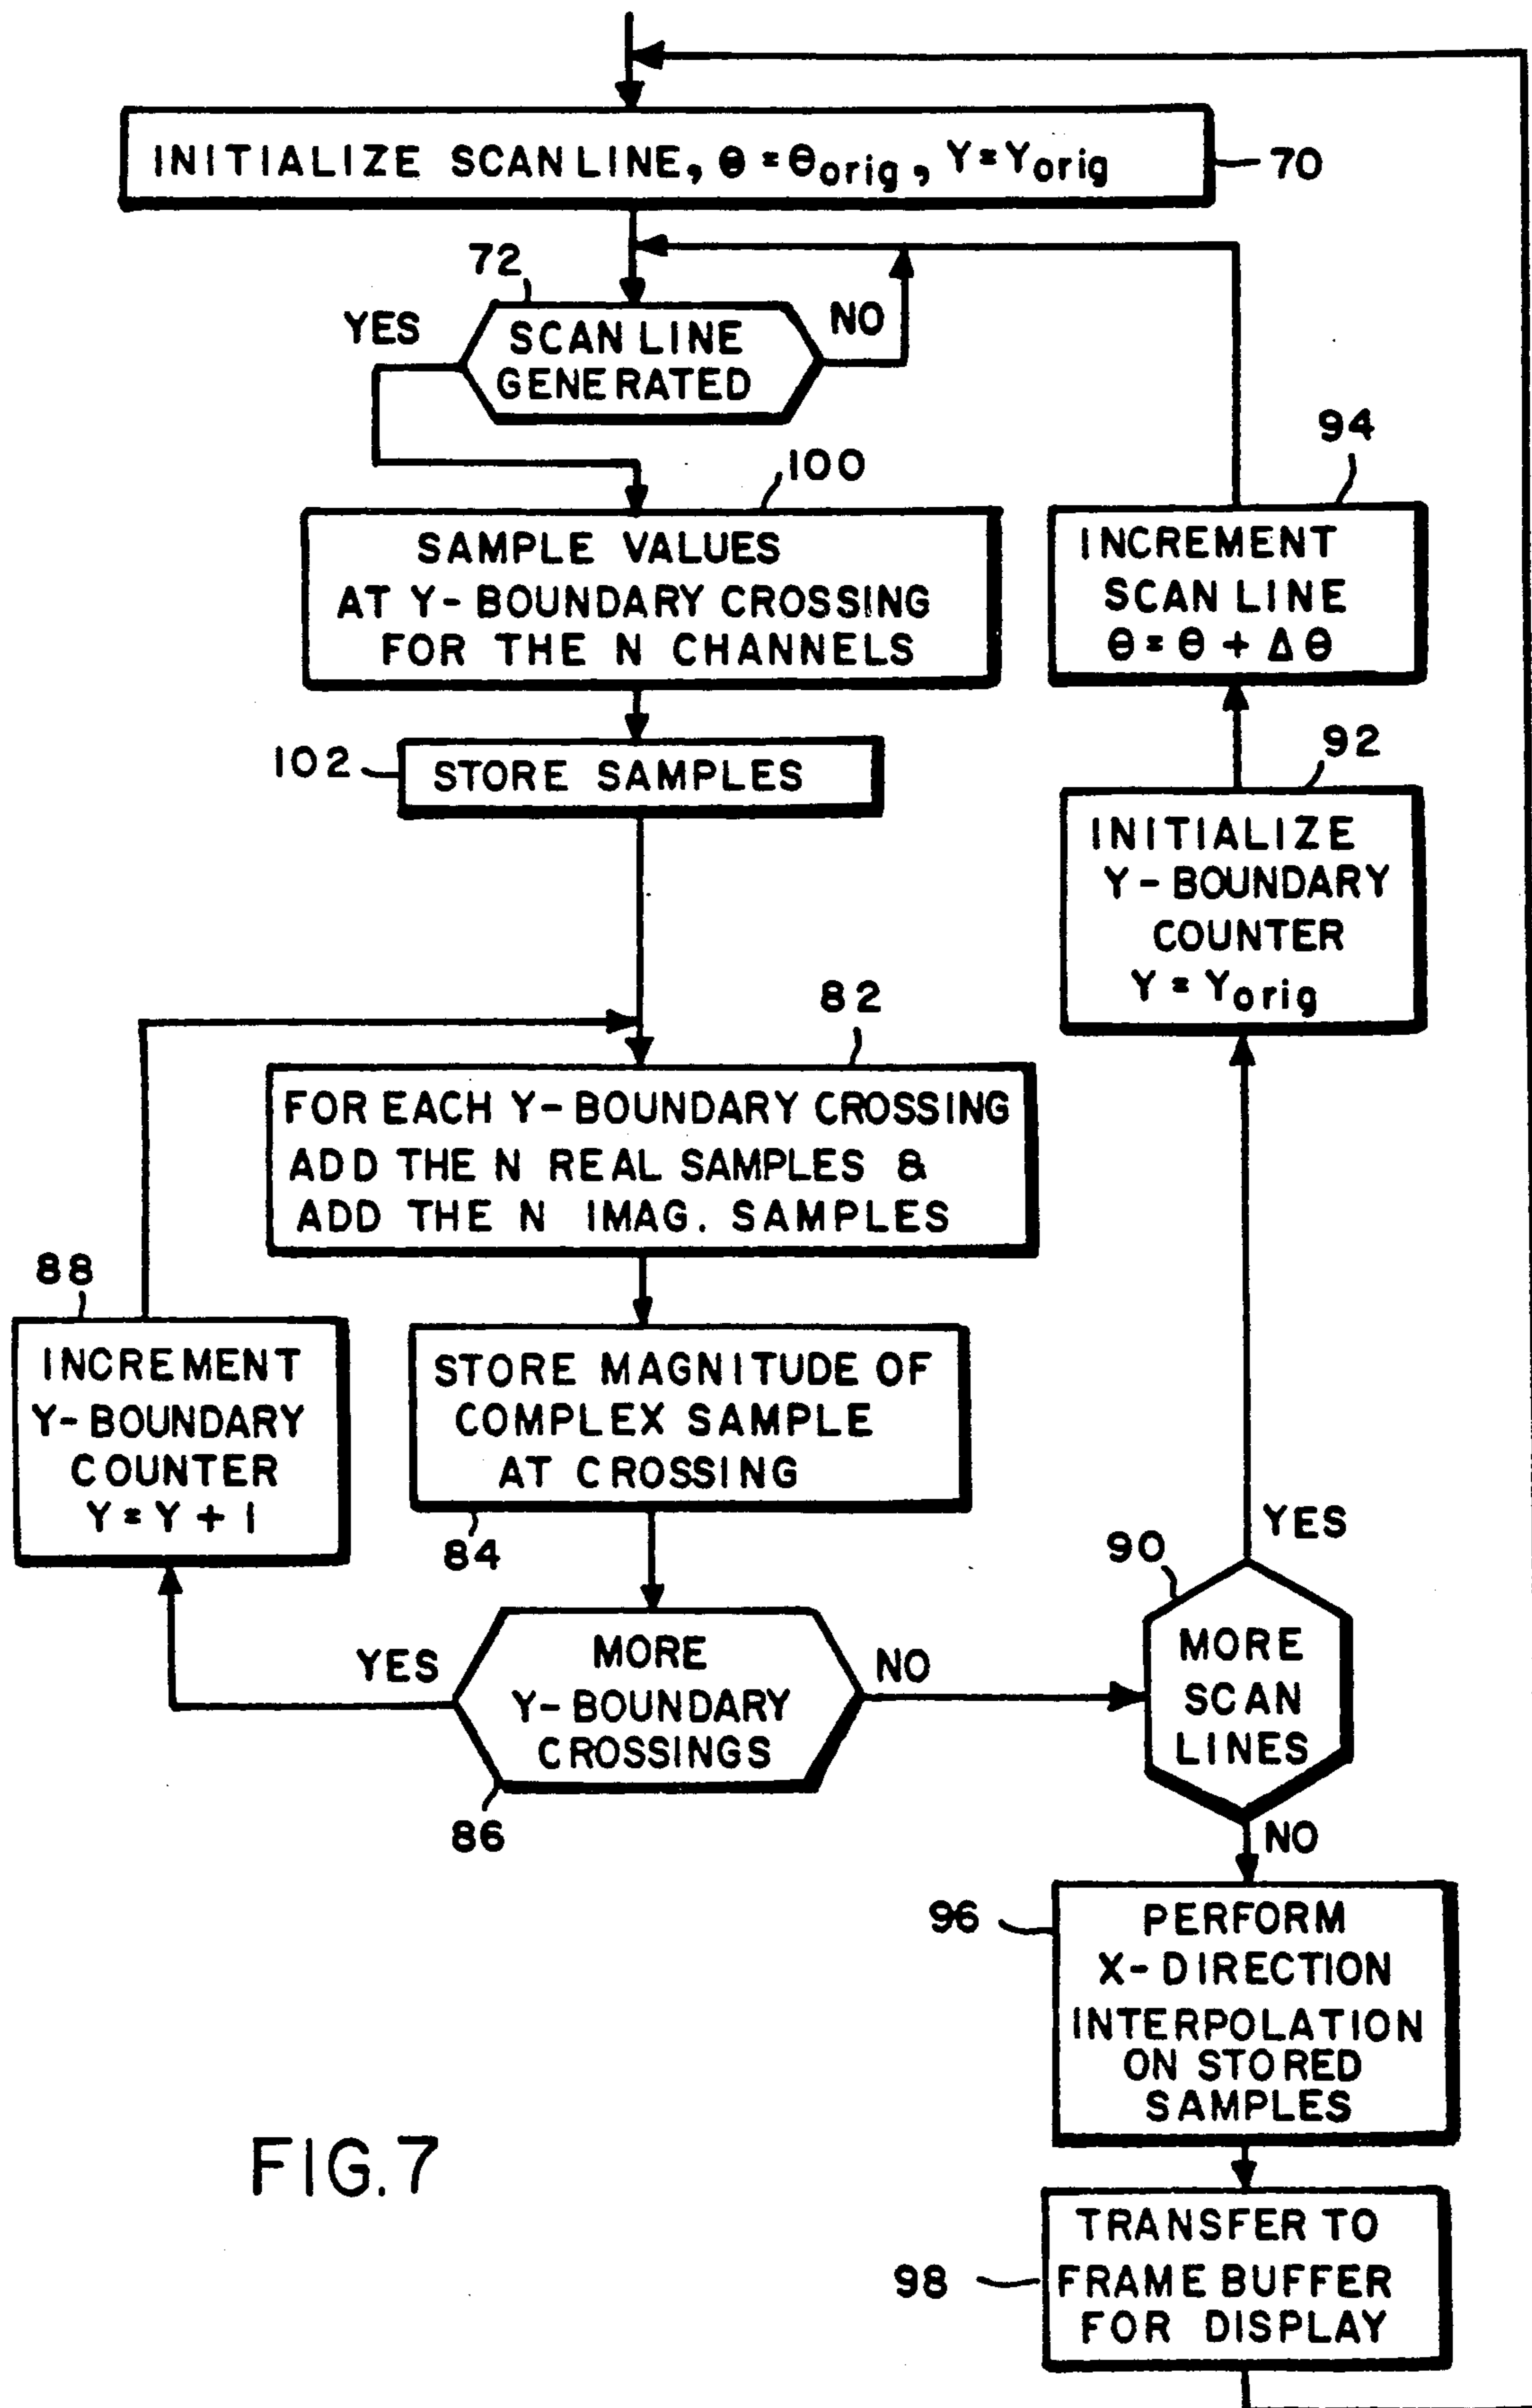 INITIALIZE SCAN LINE, θ = θorig, Y = Yorig
70
72
YES
NO
SCAN LINE
GENERATED
100
SAMPLE VALUES
AT Y-BOUNDARY CROSSING
FOR THE N CHANNELS
94
INCREMENT
SCAN LINE
θ = θ + Δθ
102
STORE SAMPLES
92
INITIALIZE
Y-BOUNDARY
COUNTER
Y = Yorig
82
FOR EACH Y-BOUNDARY CROSSING
ADD THE N REAL SAMPLES &
ADD THE N IMAG. SAMPLES
88
INCREMENT
Y-BOUNDARY
COUNTER
Y = Y + 1
STORE MAGNITUDE OF
COMPLEX SAMPLE
AT CROSSING
84
YES
MORE
Y-BOUNDARY
CROSSINGS
NO
86
90
YES
MORE
SCAN
LINES
NO
96
PERFORM
X-DIRECTION
INTERPOLATION
ON STORED
SAMPLES
FIG.7
98
TRANSFER TO
FRAME BUFFER
FOR DISPLAY